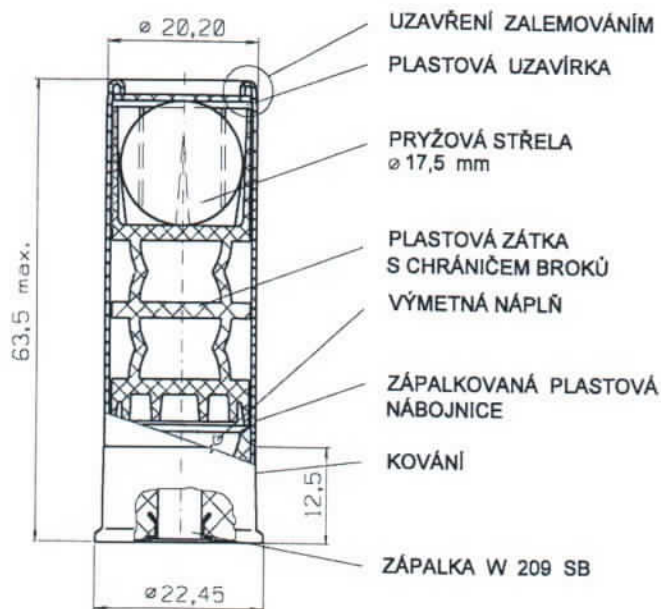 ø 20,20
UZAVŘENÍ ZALEMOVÁNÍM
PLASTOVÁ UZAVÍRKA
PRYŽOVÁ STŘELA
ø 17,5 mm
PLASTOVÁ ZÁTKA
S CHRÁNIČEM BROKŮ
VÝMETNÁ NÁPLŇ
63,5 max.
ZÁPALKOVANÁ PLASTOVÁ
NÁBOJNICE
KOVÁNÍ
12,5
ZÁPALKA W 209 SB
ø22,45